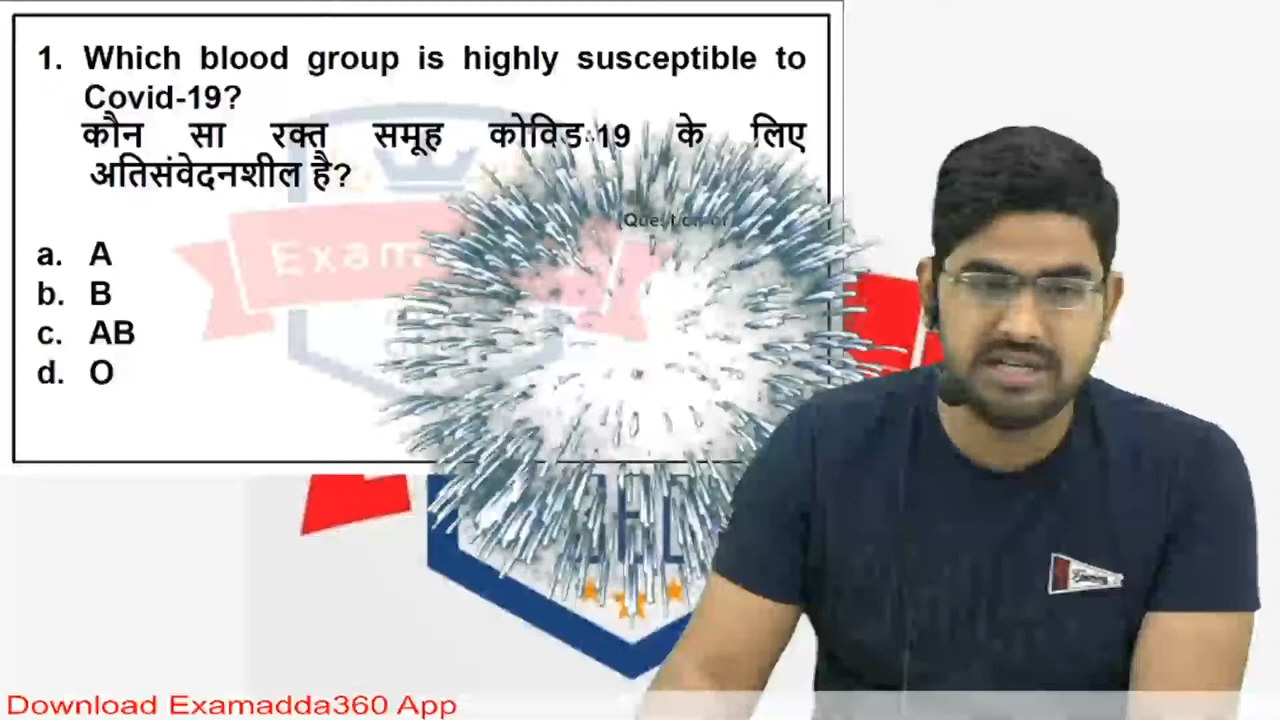 1. Which blood group is highly susceptible to
Covid-19?
कौन सा रक्त समूह कोविड-19 के लिए
अतिसंवेदनशील है?
a. A
b. B
c. AB
d. O
Download Examadda360 App